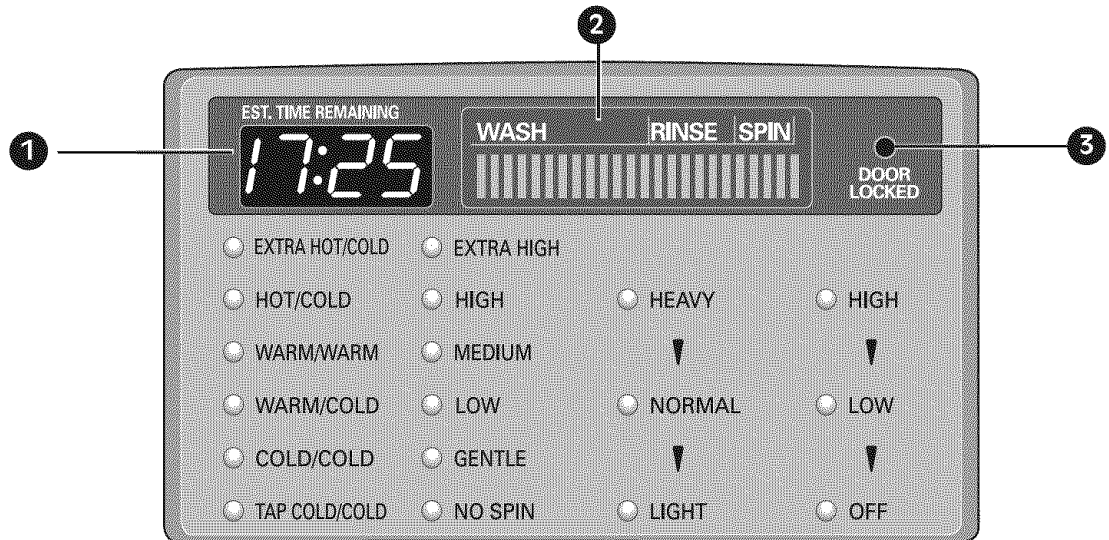 2
1
3
EST. TIME REMAINING
17:25
WASH RINSE SPIN
DOOR
LOCKED
EXTRA HOT/COLD EXTRA HIGH
HOT/COLD HIGH HEAVY HIGH
WARM/WARM MEDIUM
WARM/COLD LOW NORMAL LOW
COLD/COLD GENTLE
TAP COLD/COLD NO SPIN LIGHT OFF